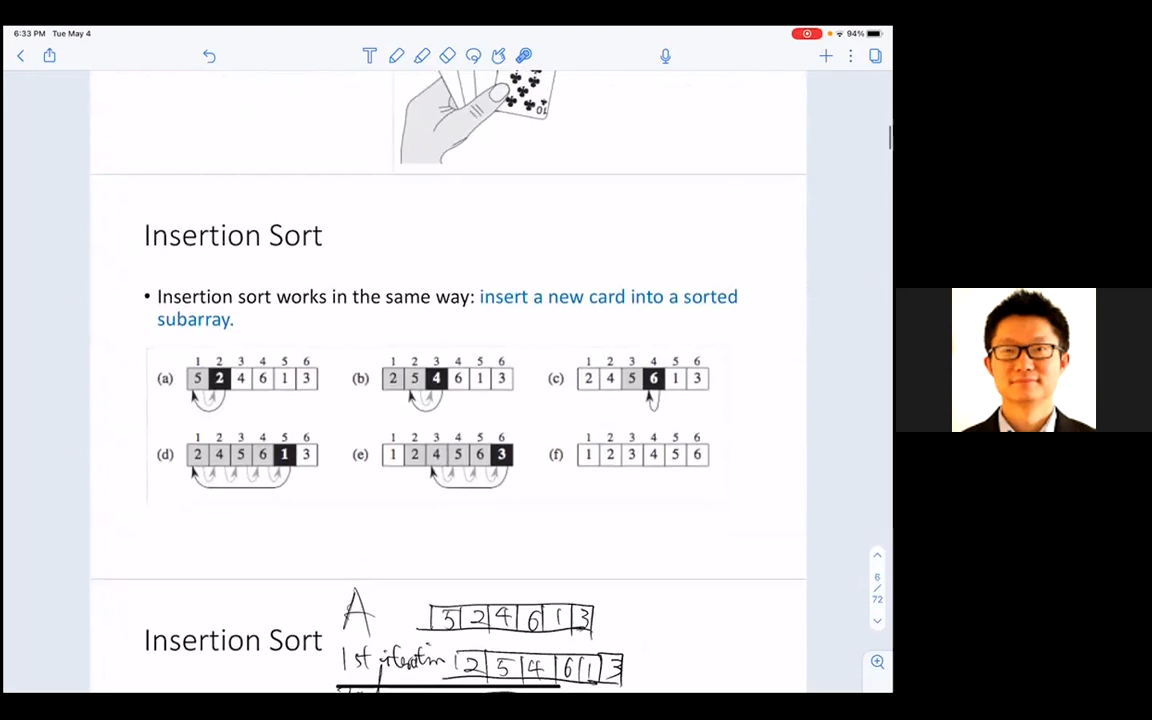 6:33 PM Tue May 4
94%
10
Insertion Sort
• Insertion sort works in the same way: insert a new card into a sorted
subarray.
1 2 3 4 5 6
(a) 5 2 4 6 1 3
1 2 3 4 5 6
(b) 2 5 4 6 1 3
1 2 3 4 5 6
(c) 2 4 5 6 1 3
1 2 3 4 5 6
(d) 2 4 5 6 1 3
1 2 3 4 5 6
(e) 1 2 4 5 6 3
1 2 3 4 5 6
(f) 1 2 3 4 5 6
6
/
72
A 5 2 4 6 1 3
Insertion Sort
1st iteration 2 5 4 6 1 3